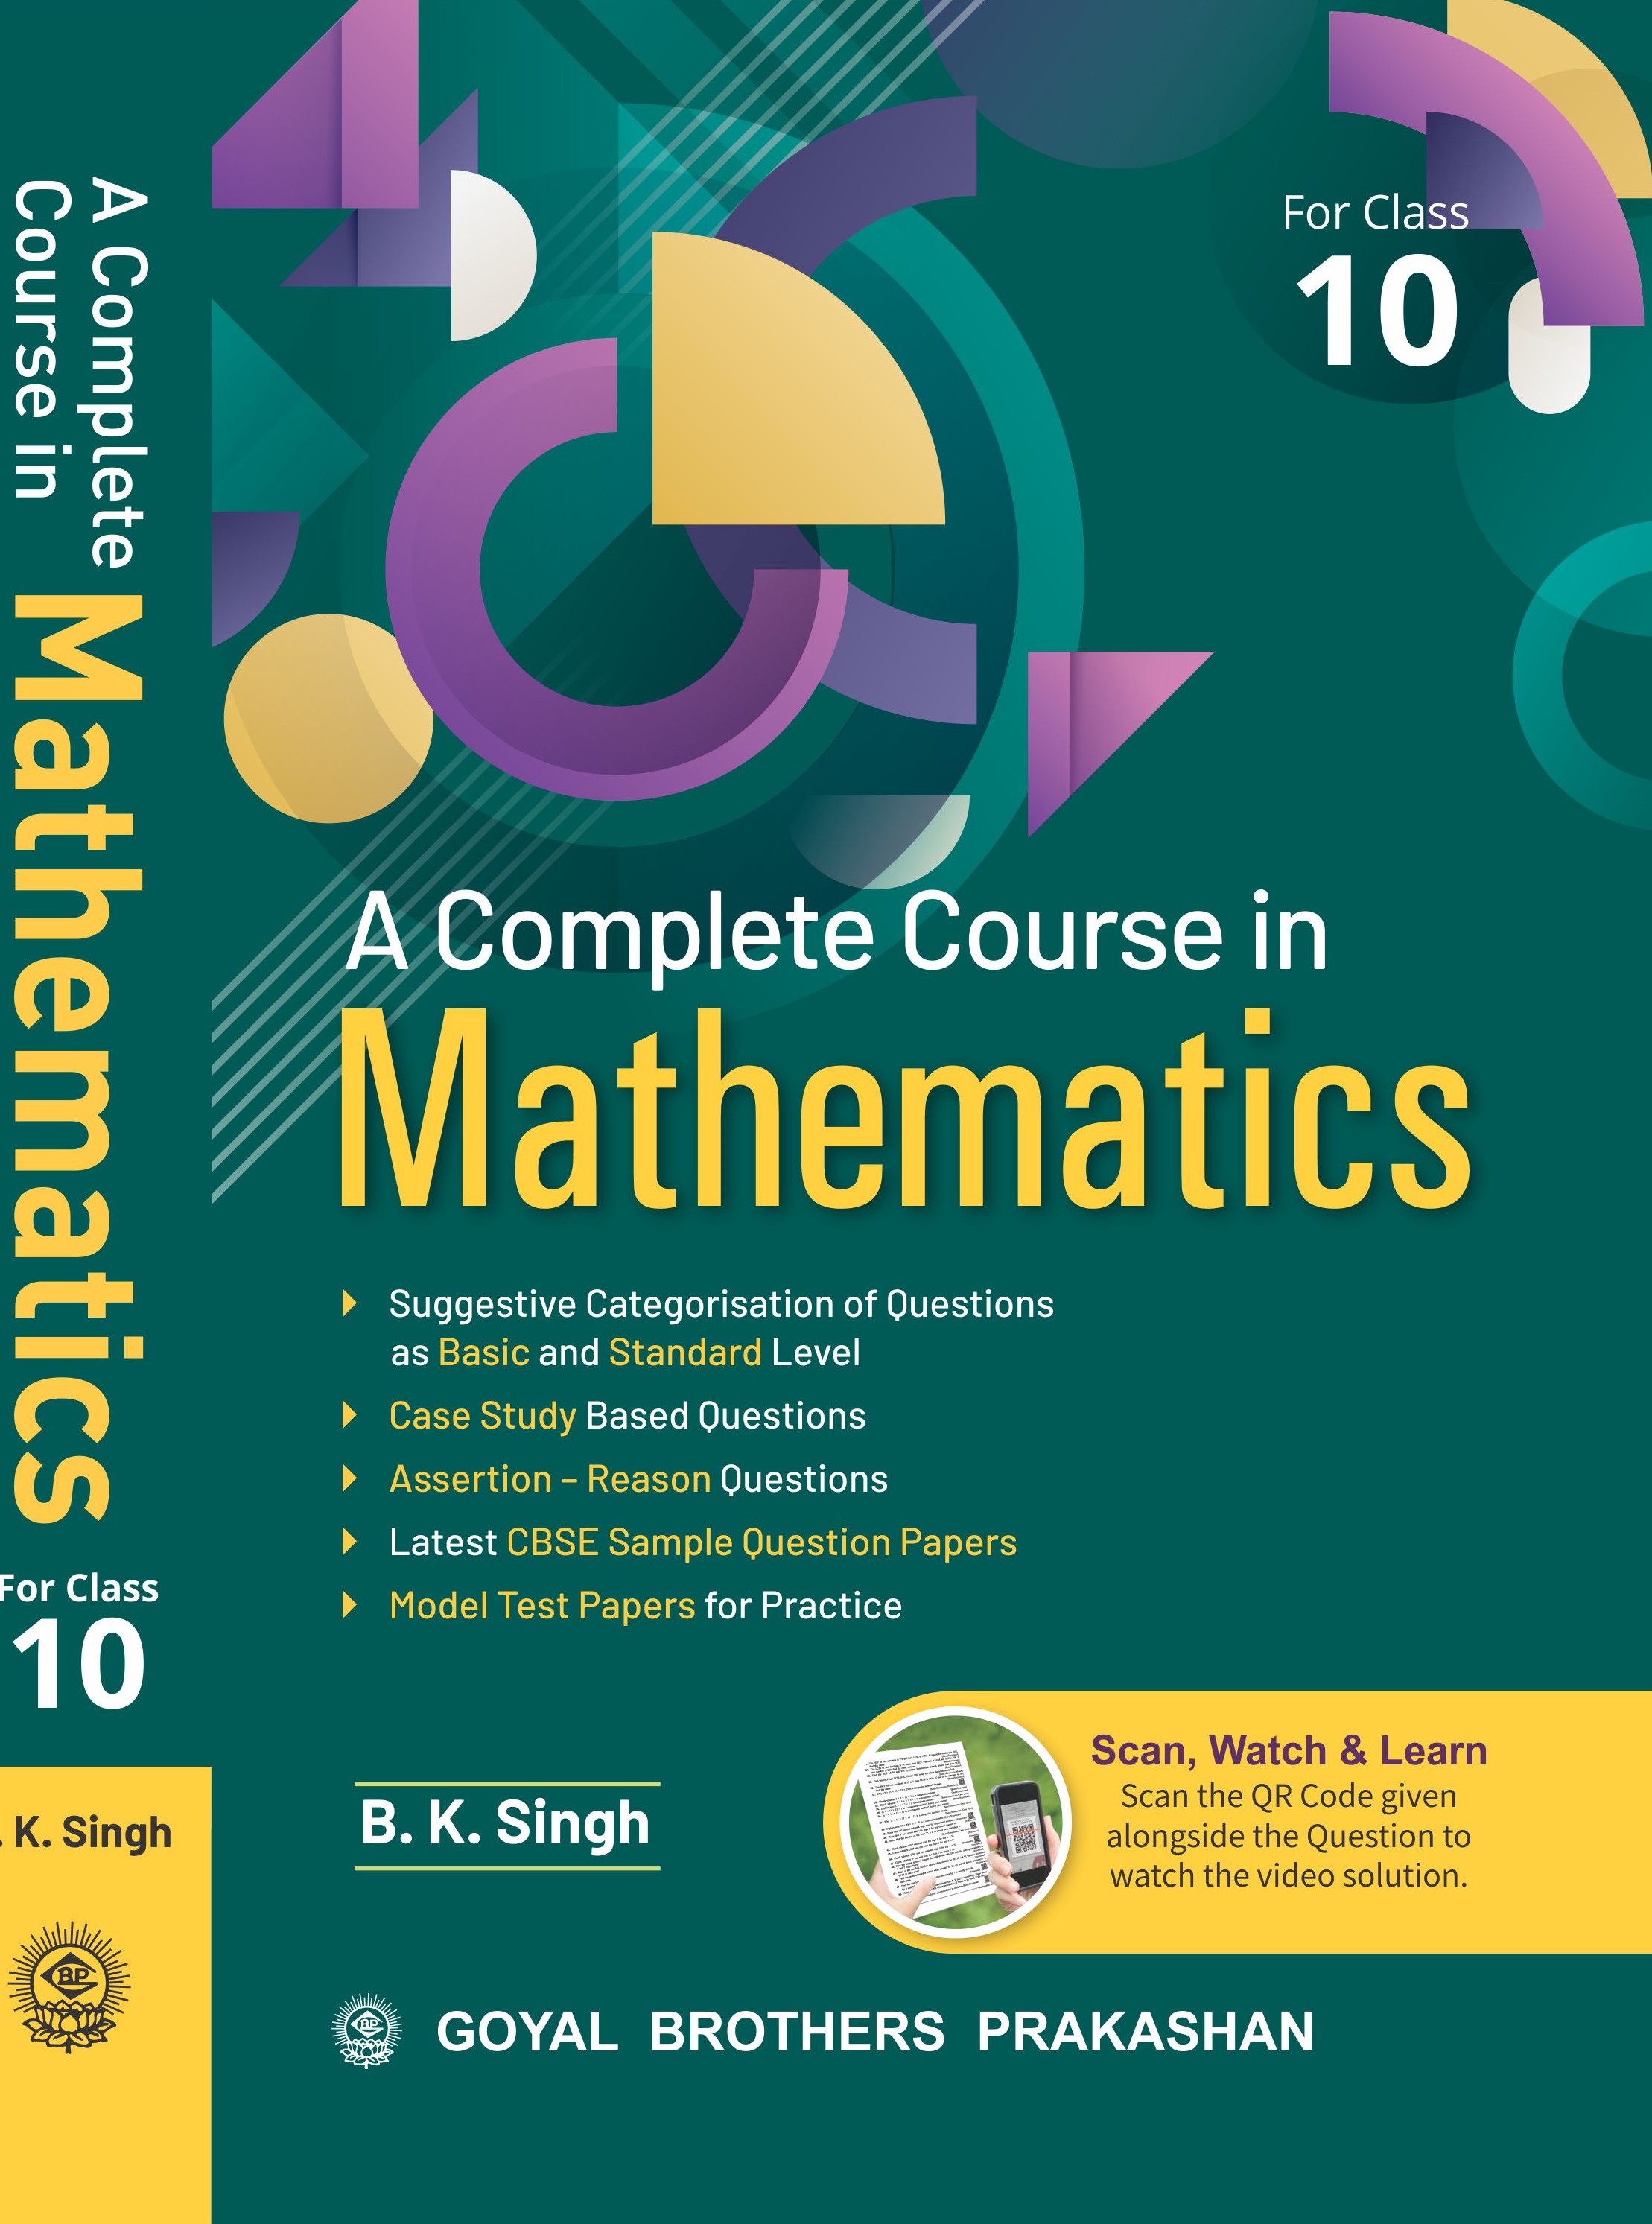 A Complete
Course in
Mathematics
For Class
10
. K. Singh
BP
For Class
10
A Complete Course in
Mathematics
Suggestive Categorisation of Questions
as Basic and Standard Level
Case Study Based Questions
Assertion – Reason Questions
Latest CBSE Sample Question Papers
Model Test Papers for Practice
B. K. Singh
Scan, Watch & Learn
Scan the QR Code given
alongside the Question to
watch the video solution.
GOYAL BROTHERS PRAKASHAN